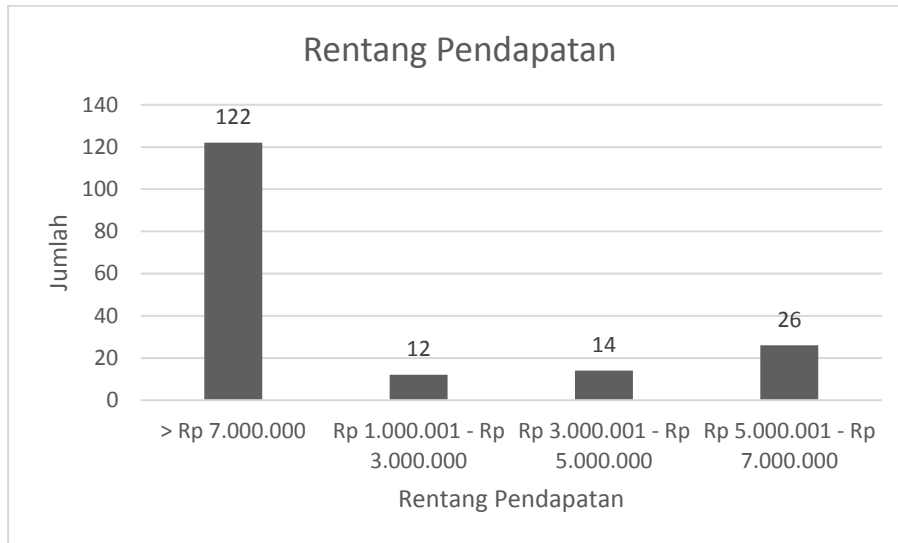 Rentang Pendapatan
140
120
100
80
60
40
20
0
Jumlah
122
12
14
26
> Rp 7.000.000
Rp 1.000.001 - Rp
3.000.000
Rp 3.000.001 - Rp
5.000.000
Rp 5.000.001 - Rp
7.000.000
Rentang Pendapatan